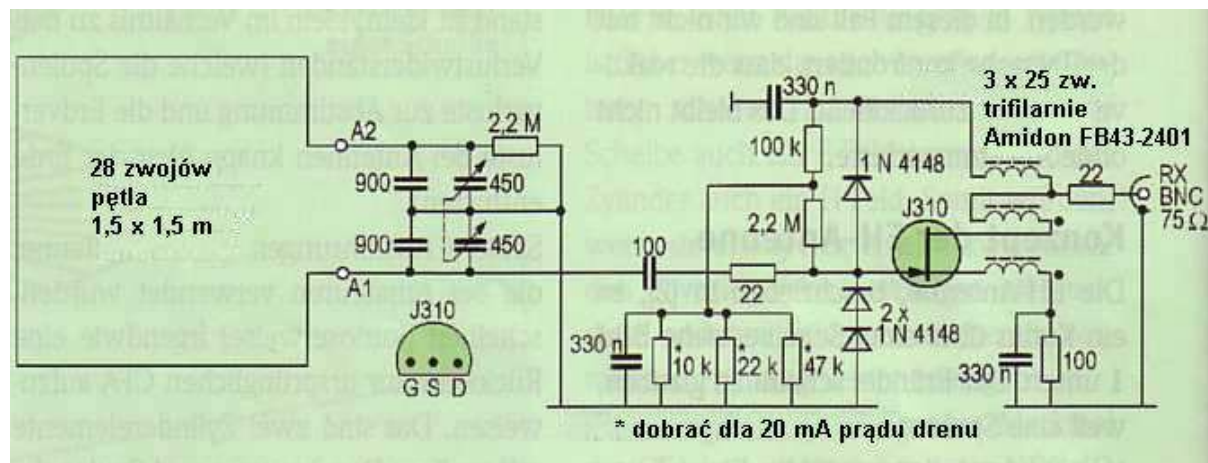 28 zwojów
pętla
1,5 x 1,5 m
A2
A1
2,2 M
900
450
900
450
100
22
J310
G S D
330 n
100 k
2,2 M
1 N 4148
J310
2 x
1 N 4148
330 n
* 10 k
* 22 k
* 47 k
3 x 25 zw.
trifilarnie
Amidon FB43-2401
22
RX
BNC
75 Ω
330 n
100
* dobrać dla 20 mA prądu drenu